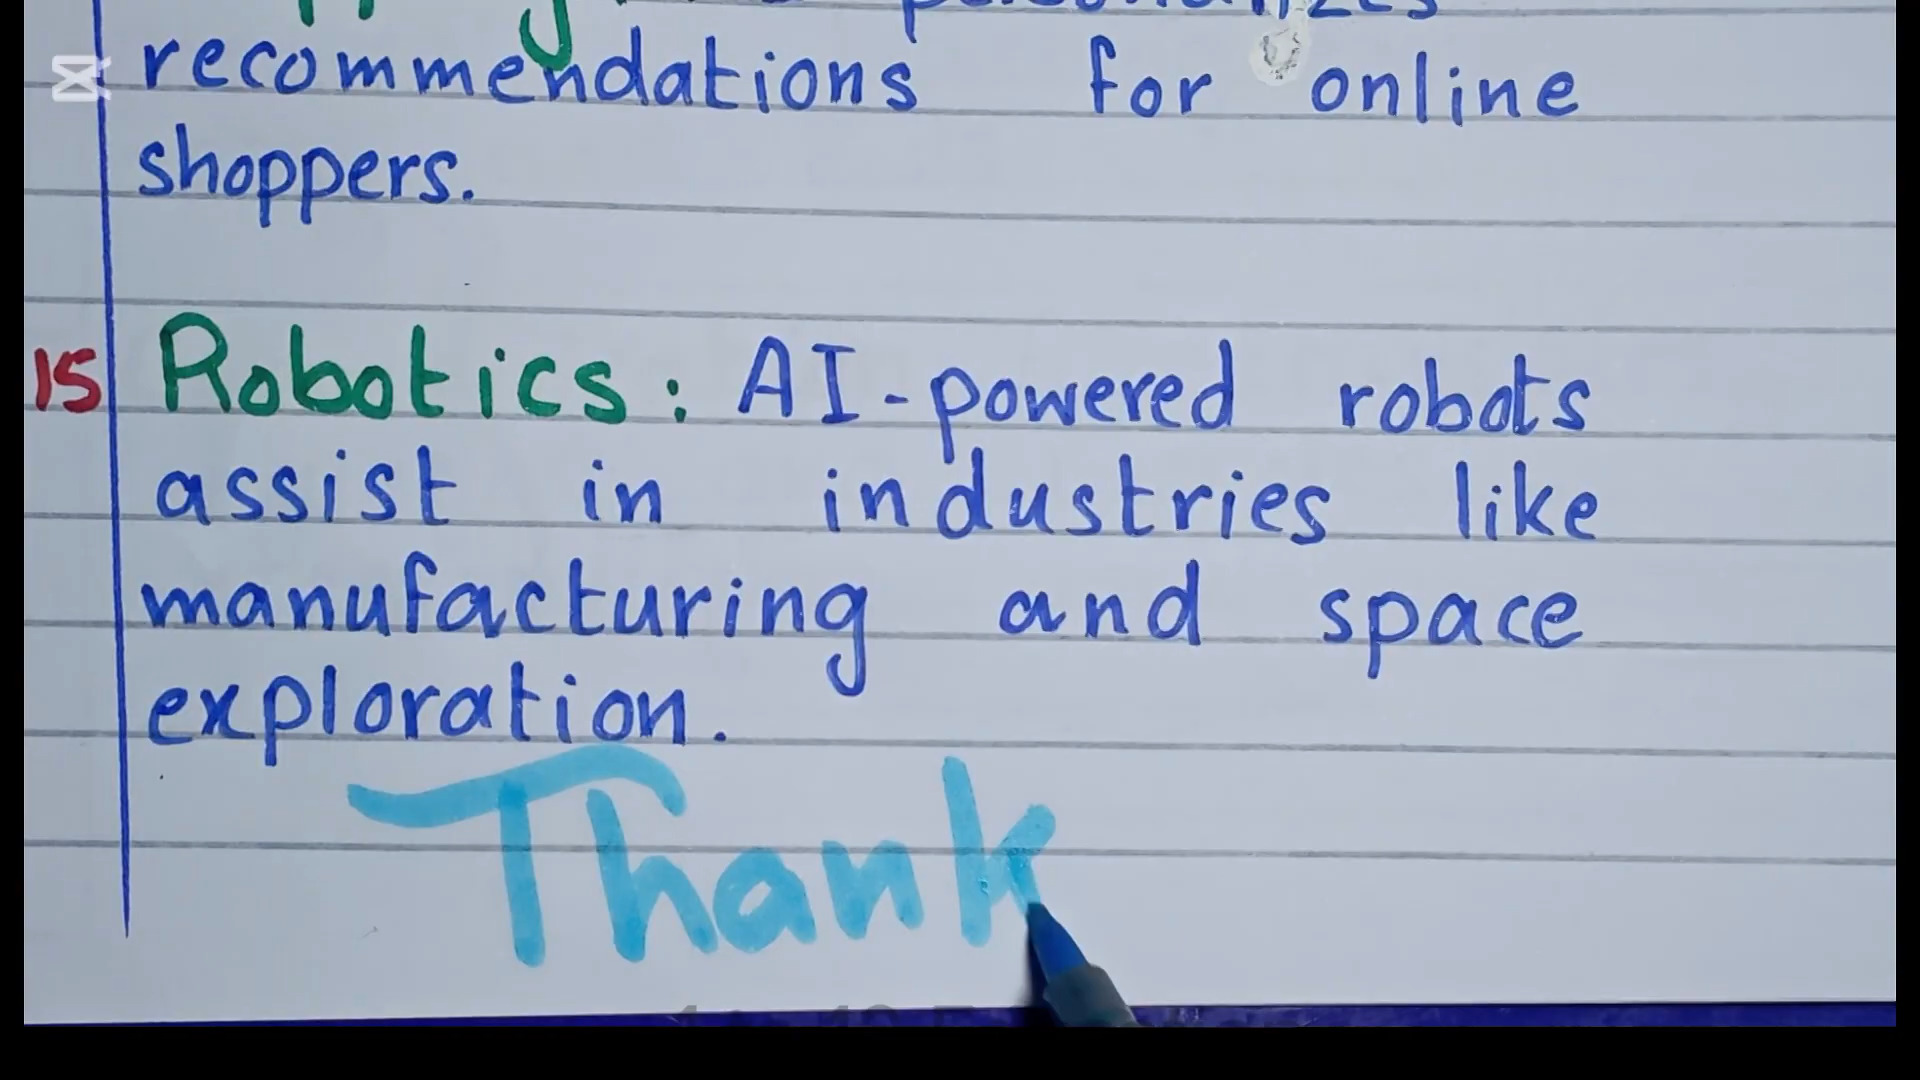 recommendations for online
shoppers.
15 Robotics: AI-powered robots
assist in industries like
manufacturing and space
exploration.
Thank